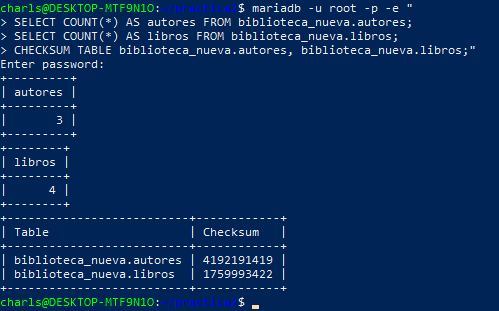 charls@DESKTOP-MTF9N1O:~/practica2$ mariadb -u root -p -e "
> SELECT COUNT(*) AS autores FROM biblioteca_nueva.autores;
> SELECT COUNT(*) AS libros FROM biblioteca_nueva.libros;
> CHECKSUM TABLE biblioteca_nueva.autores, biblioteca_nueva.libros;"
Enter password:
+---------+
| autores |
+---------+
|       3 |
+---------+
+--------+
| libros |
+--------+
|      4 |
+--------+
+--------------------------+------------+
| Table                    | Checksum   |
+--------------------------+------------+
| biblioteca_nueva.autores | 4192191419 |
| biblioteca_nueva.libros  | 1759993422 |
+--------------------------+------------+
charls@DESKTOP-MTF9N1O:~/practica2$